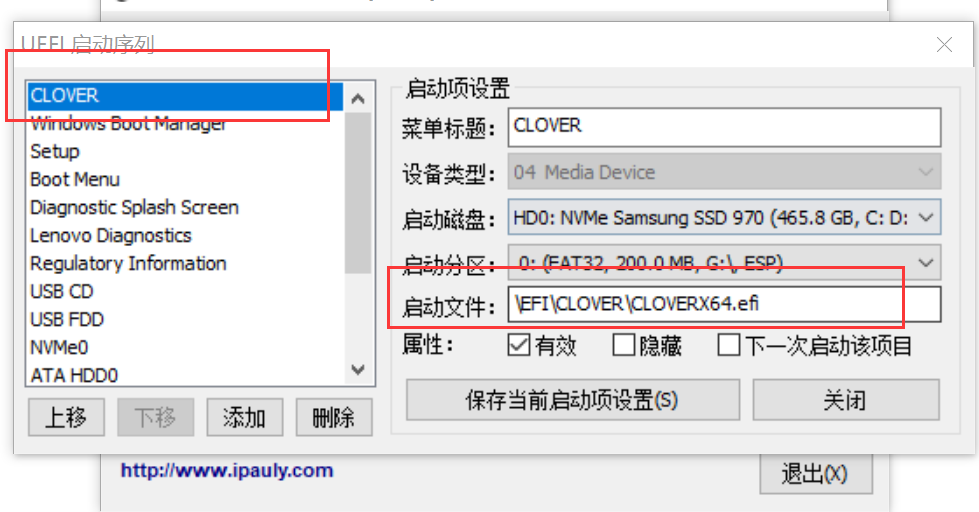 UEFI 启动序列
CLOVER
Windows Boot Manager
Setup
Boot Menu
Diagnostic Splash Screen
Lenovo Diagnostics
Regulatory Information
USB CD
USB FDD
NVMe0
ATA HDD0
上移 下移 添加 删除
启动项设置
菜单标题: CLOVER
设备类型: 04 Media Device
启动磁盘: HD0: NVMe Samsung SSD 970 (465.8 GB, C: D:
启动分区: 0: (FAT32, 200.0 MB, G:\, ESP)
启动文件: \EFI\CLOVER\CLOVERX64.efi
属性: 有效 隐藏 下一次启动该项目
保存当前启动项设置(S) 关闭
http://www.ipauly.com 退出(X)